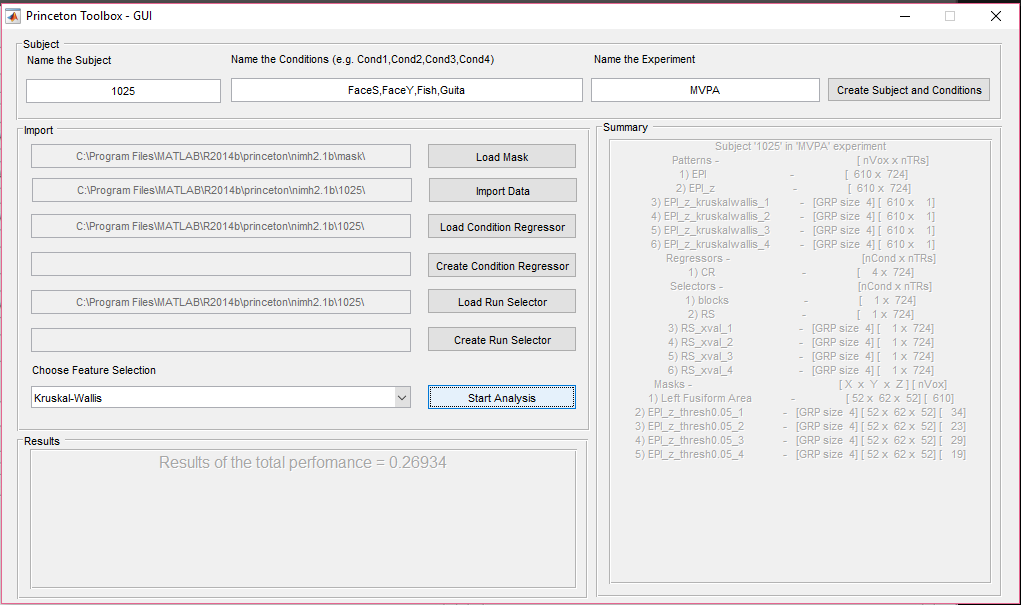 Princeton Toolbox - GUI
Subject
Name the Subject
Name the Conditions (e.g. Cond1,Cond2,Cond3,Cond4)
Name the Experiment
1025
FaceS,FaceY,Fish,Guita
MVPA
Create Subject and Conditions
Import
C:\Program Files\MATLAB\R2014b\princeton\nimh2.1b\mask\
Load Mask
C:\Program Files\MATLAB\R2014b\princeton\nimh2.1b\1025\
Import Data
C:\Program Files\MATLAB\R2014b\princeton\nimh2.1b\1025\
Load Condition Regressor
Create Condition Regressor
C:\Program Files\MATLAB\R2014b\princeton\nimh2.1b\1025\
Load Run Selector
Create Run Selector
Choose Feature Selection
Kruskal-Wallis
Start Analysis
Results
Results of the total perfomance = 0.26934
Summary
Subject '1025' in 'MVPA' experiment
Patterns - [ nVox x nTRs]
1) EPI - [ 610 x 724]
2) EPI_z - [ 610 x 724]
3) EPI_z_kruskalwallis_1 - [GRP size 4] [ 610 x 1]
4) EPI_z_kruskalwallis_2 - [GRP size 4] [ 610 x 1]
5) EPI_z_kruskalwallis_3 - [GRP size 4] [ 610 x 1]
6) EPI_z_kruskalwallis_4 - [GRP size 4] [ 610 x 1]
Regressors - [nCond x nTRs]
1) CR - [ 4 x 724]
Selectors - [nCond x nTRs]
1) blocks - [ 1 x 724]
2) RS - [ 1 x 724]
3) RS_xval_1 - [GRP size 4] [ 1 x 724]
4) RS_xval_2 - [GRP size 4] [ 1 x 724]
5) RS_xval_3 - [GRP size 4] [ 1 x 724]
6) RS_xval_4 - [GRP size 4] [ 1 x 724]
Masks - [ X x Y x Z ] [ nVox]
1) Left Fusiform Area - [ 52 x 62 x 52] [ 610]
2) EPI_z_thresh0.05_1 - [GRP size 4] [ 52 x 62 x 52] [ 34]
3) EPI_z_thresh0.05_2 - [GRP size 4] [ 52 x 62 x 52] [ 23]
4) EPI_z_thresh0.05_3 - [GRP size 4] [ 52 x 62 x 52] [ 29]
5) EPI_z_thresh0.05_4 - [GRP size 4] [ 52 x 62 x 52] [ 19]